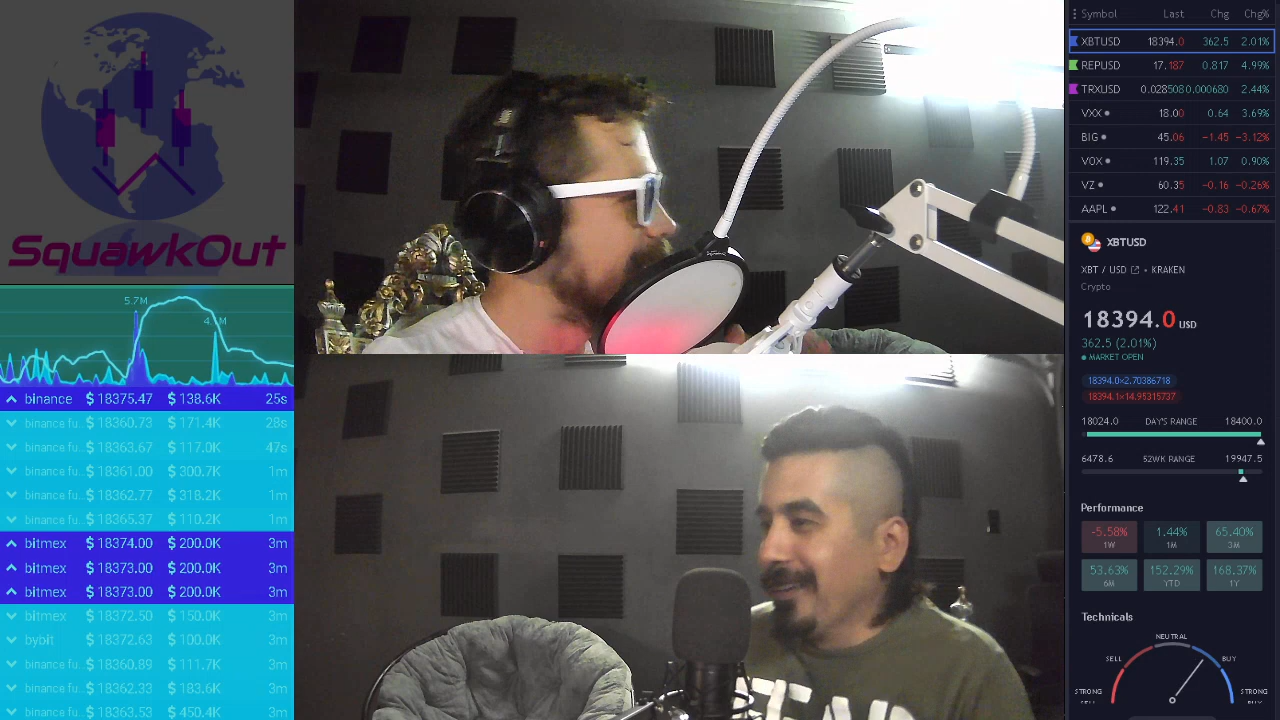 SquawkOut
5.7M
binance $ 18375.47 $ 138.6K 25s
binance fu.. $ 18360.73 $ 171.4K 28s
binance fu.. $ 18363.67 $ 117.0K 47s
binance fu.. $ 18361.00 $ 300.7K 1m
binance fu.. $ 18362.77 $ 318.2K 1m
binance fu.. $ 18365.37 $ 110.2K 1m
bitmex $ 18374.00 $ 200.0K 3m
bitmex $ 18373.00 $ 200.0K 3m
bitmex $ 18373.00 $ 200.0K 3m
bitmex $ 18372.50 $ 150.0K 3m
bybit $ 18372.63 $ 100.0K 3m
binance fu.. $ 18360.89 $ 111.7K 3m
binance fu.. $ 18362.33 $ 183.6K 3m
binance fu.. $ 18363.53 $ 450.4K 3m
Symbol Last Chg Chg%
XBTUSD 18394.0 362.5 2.01%
REPUSD 17.187 0.817 4.99%
TRXUSD 0.0285080 0.000680 2.44%
VXX 18.00 0.64 3.69%
BIG 45.06 −1.45 −3.12%
VOX 119.35 1.07 0.90%
VZ 60.35 −0.16 −0.26%
AAPL 122.41 −0.83 −0.67%
XBTUSD
XBT / USD KRAKEN
Crypto
18394.0 USD
362.5 (2.01%)
MARKET OPEN
18394.0×2.70386718
18394.1×14.95315737
18024.0 DAY'S RANGE 18400.0
6478.6 52WK RANGE 19947.5
Performance
-5.58% 1.44% 65.40%
1W 1M 3M
53.63% 152.29% 168.37%
6M YTD 1Y
Technicals
NEUTRAL
SELL BUY
STRONG STRONG